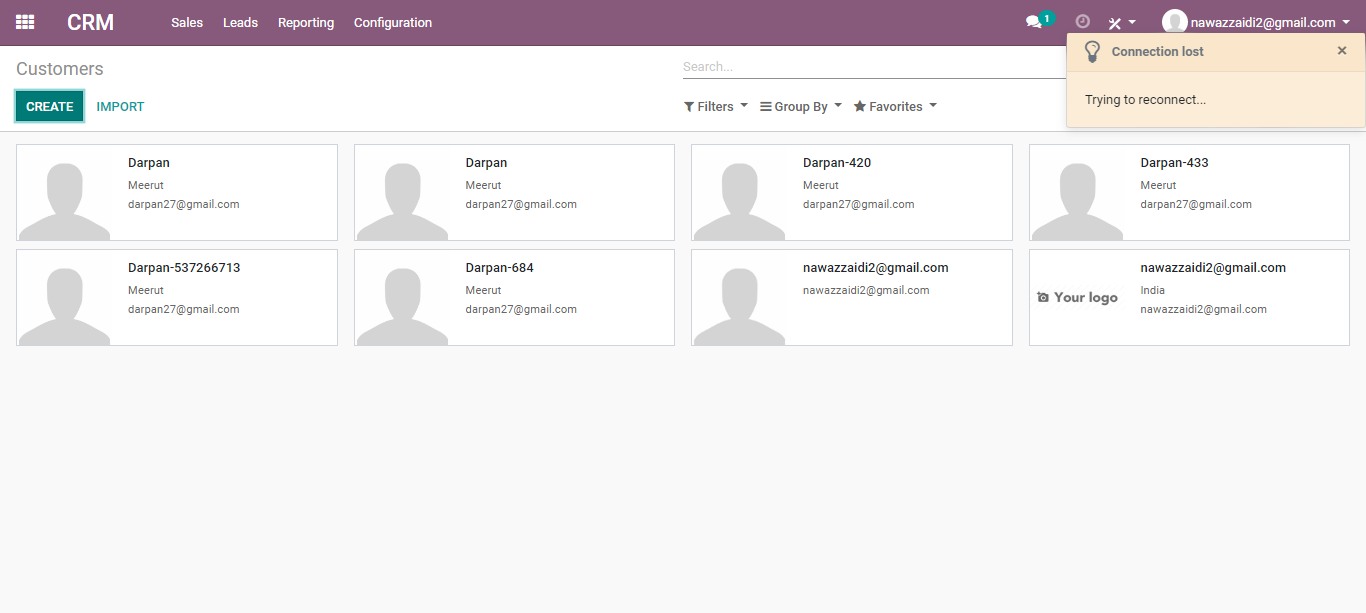 CRM Sales Leads Reporting Configuration 1 nawazzaidi2@gmail.com
Connection lost ×
Trying to reconnect...
Customers
Search...
CREATE IMPORT
Filters Group By Favorites
Darpan
Meerut
darpan27@gmail.com
Darpan
Meerut
darpan27@gmail.com
Darpan-420
Meerut
darpan27@gmail.com
Darpan-433
Meerut
darpan27@gmail.com
Darpan-537266713
Meerut
darpan27@gmail.com
Darpan-684
Meerut
darpan27@gmail.com
nawazzaidi2@gmail.com
nawazzaidi2@gmail.com
Your logo
nawazzaidi2@gmail.com
India
nawazzaidi2@gmail.com